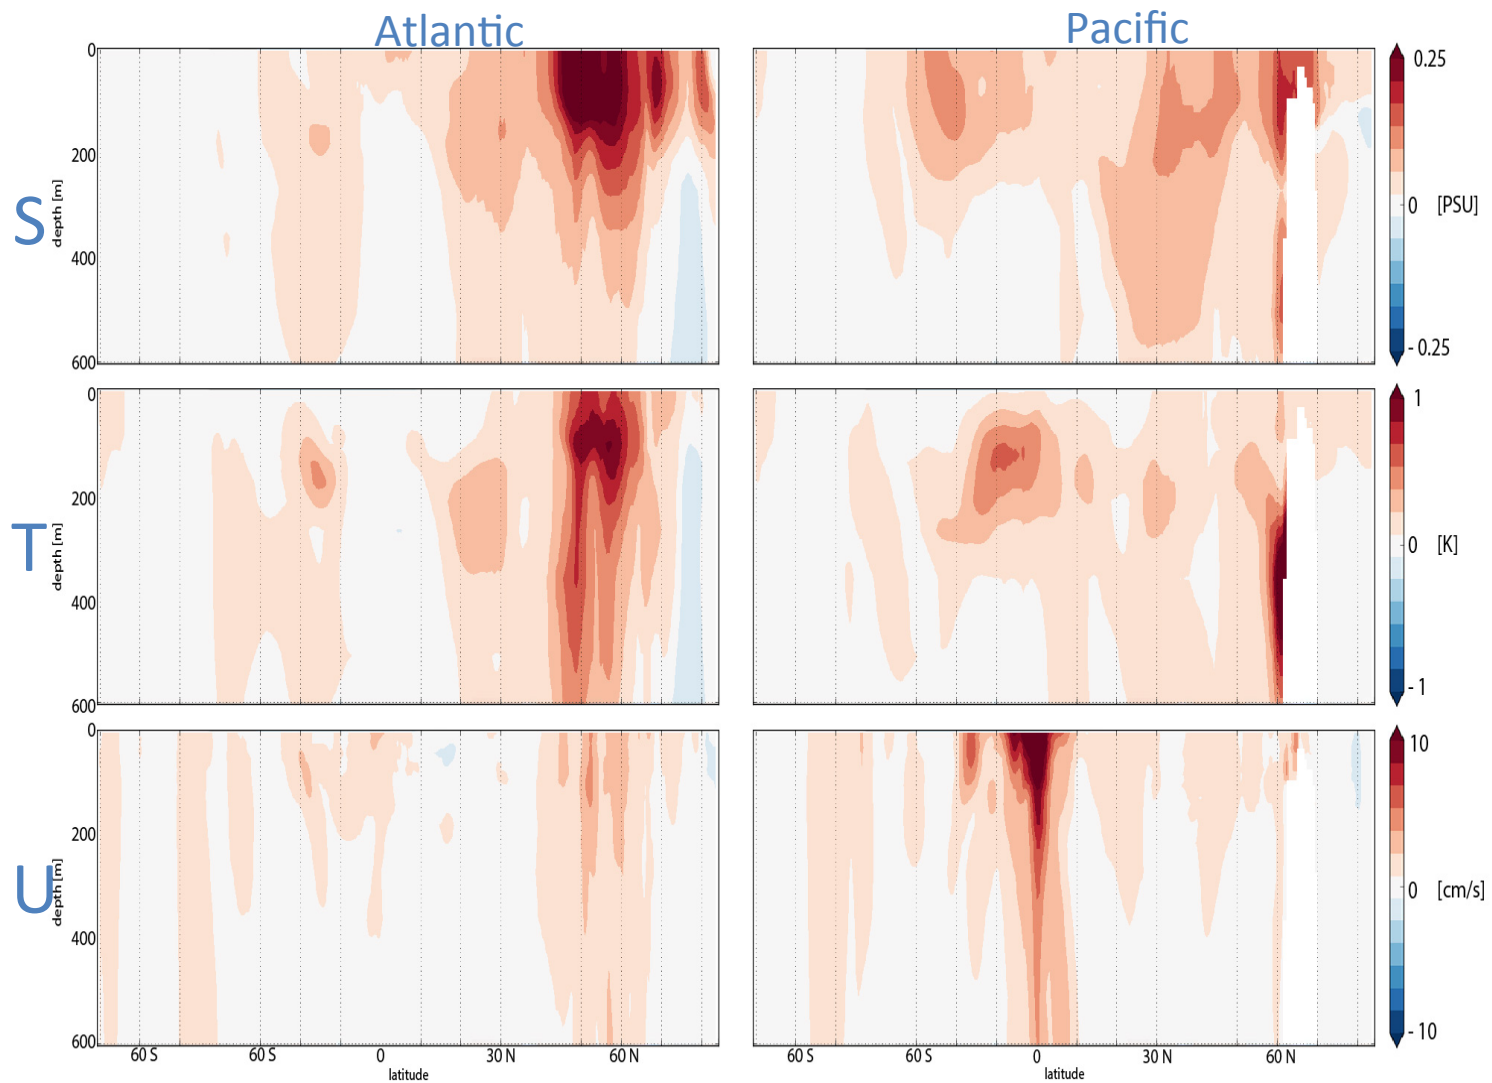 Atlantic
Pacific
S
depth [m]
0
200
400
600
0.25
0 [PSU]
- 0.25
T
depth [m]
0
200
400
600
1
0 [K]
- 1
U
depth [m]
0
200
400
600
10
0 [cm/s]
- 10
60 S 60 S 0 30 N 60 N
latitude
60 S 60 S 0 30 N 60 N
latitude